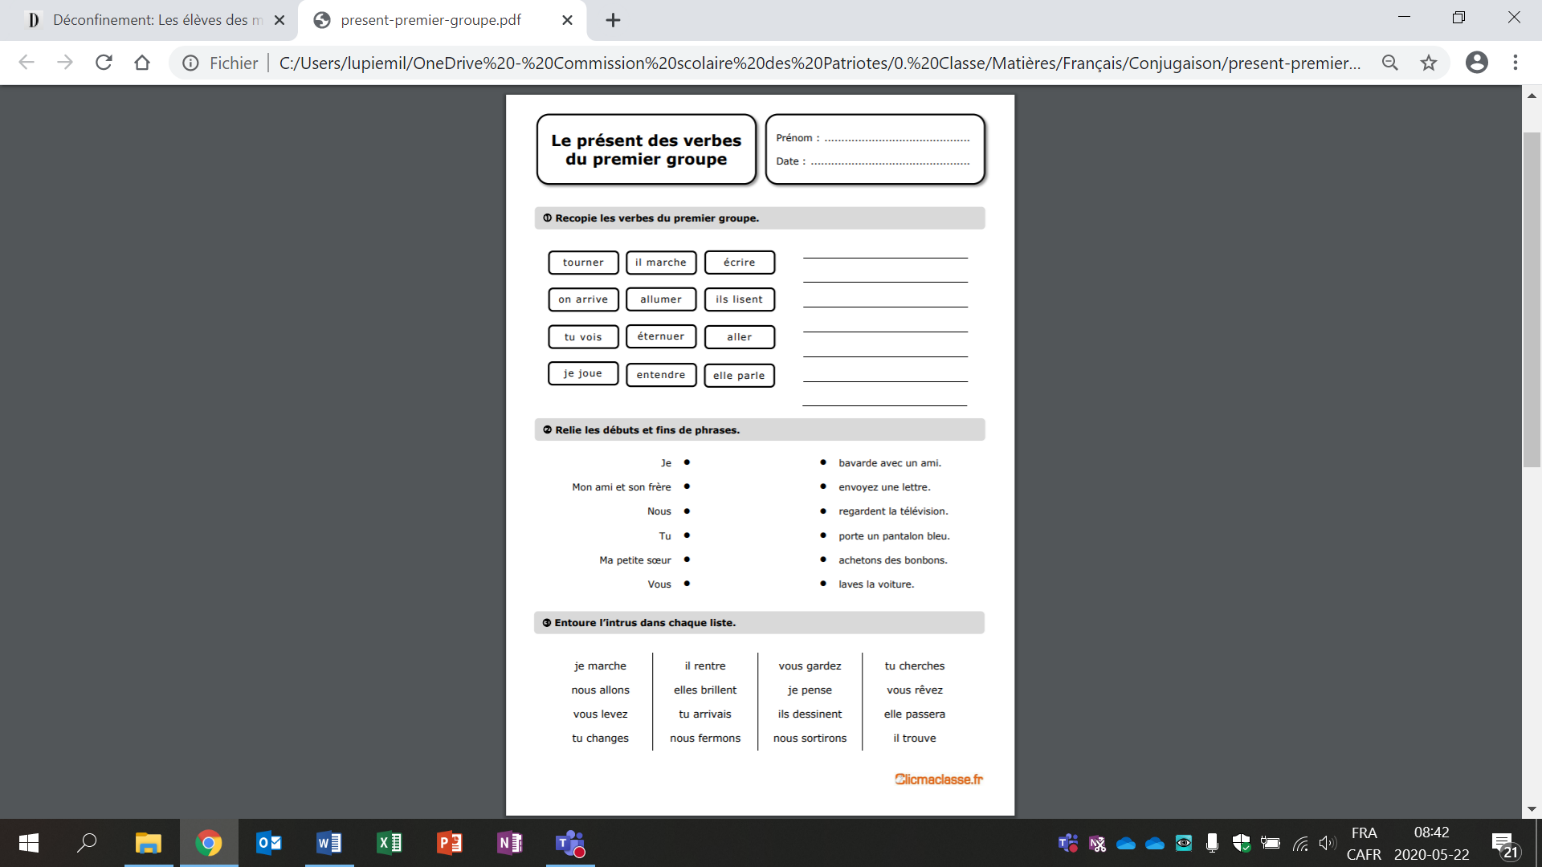 Déconfinement: Les élèves des m
present-premier-groupe.pdf
Fichier
C:/Users/lupiemil/OneDrive%20-%20Commission%20scolaire%20des%20Patriotes/0.%20Classe/Matières/Français/Conjugaison/present-premier...
Le présent des verbes
du premier groupe
Prénom : ...........................................
Date : ...............................................
① Recopie les verbes du premier groupe.
tourner il marche écrire
on arrive allumer ils lisent
tu vois éternuer aller
je joue entendre elle parle
② Relie les débuts et fins de phrases.
Je • • bavarde avec un ami.
Mon ami et son frère • • envoyez une lettre.
Nous • • regardent la télévision.
Tu • • porte un pantalon bleu.
Ma petite sœur • • achetons des bonbons.
Vous • • laves la voiture.
③ Entoure l'intrus dans chaque liste.
je marche il rentre vous gardez tu cherches
nous allons elles brillent je pense vous rêvez
vous levez tu arrivais ils dessinent elle passera
tu changes nous fermons nous sortirons il trouve
Clicmaclasse.fr
FRA 08:42
CAFR 2020-05-22
21